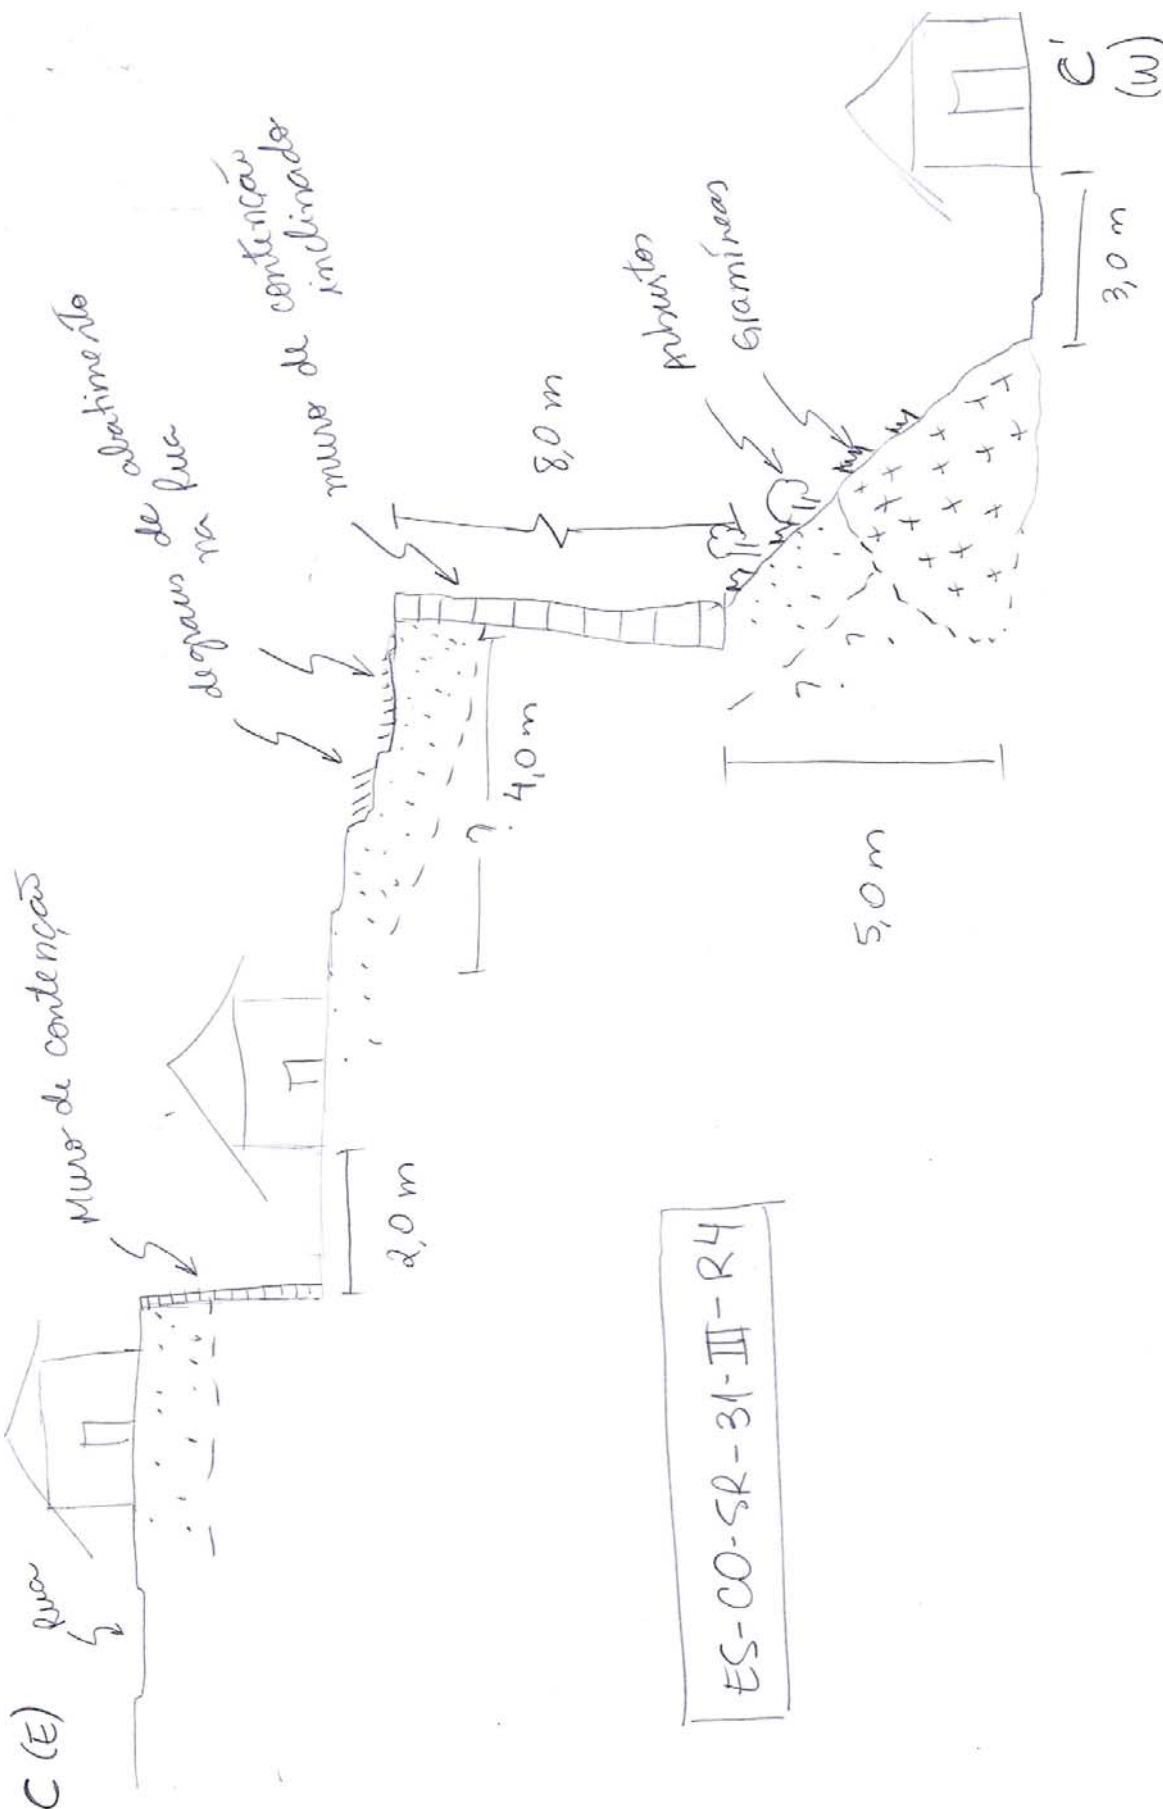 C (E)
Rua
Muro de contenção
degraus de abatimento
na Rua
muro de contenção
inclinado
8,0 m
Arbustos
Gramíneas
2,0 m
? 4,0 m
?
?
5,0 m
3,0 m
C'
(W)
ES-CO-SR-31-III-R4